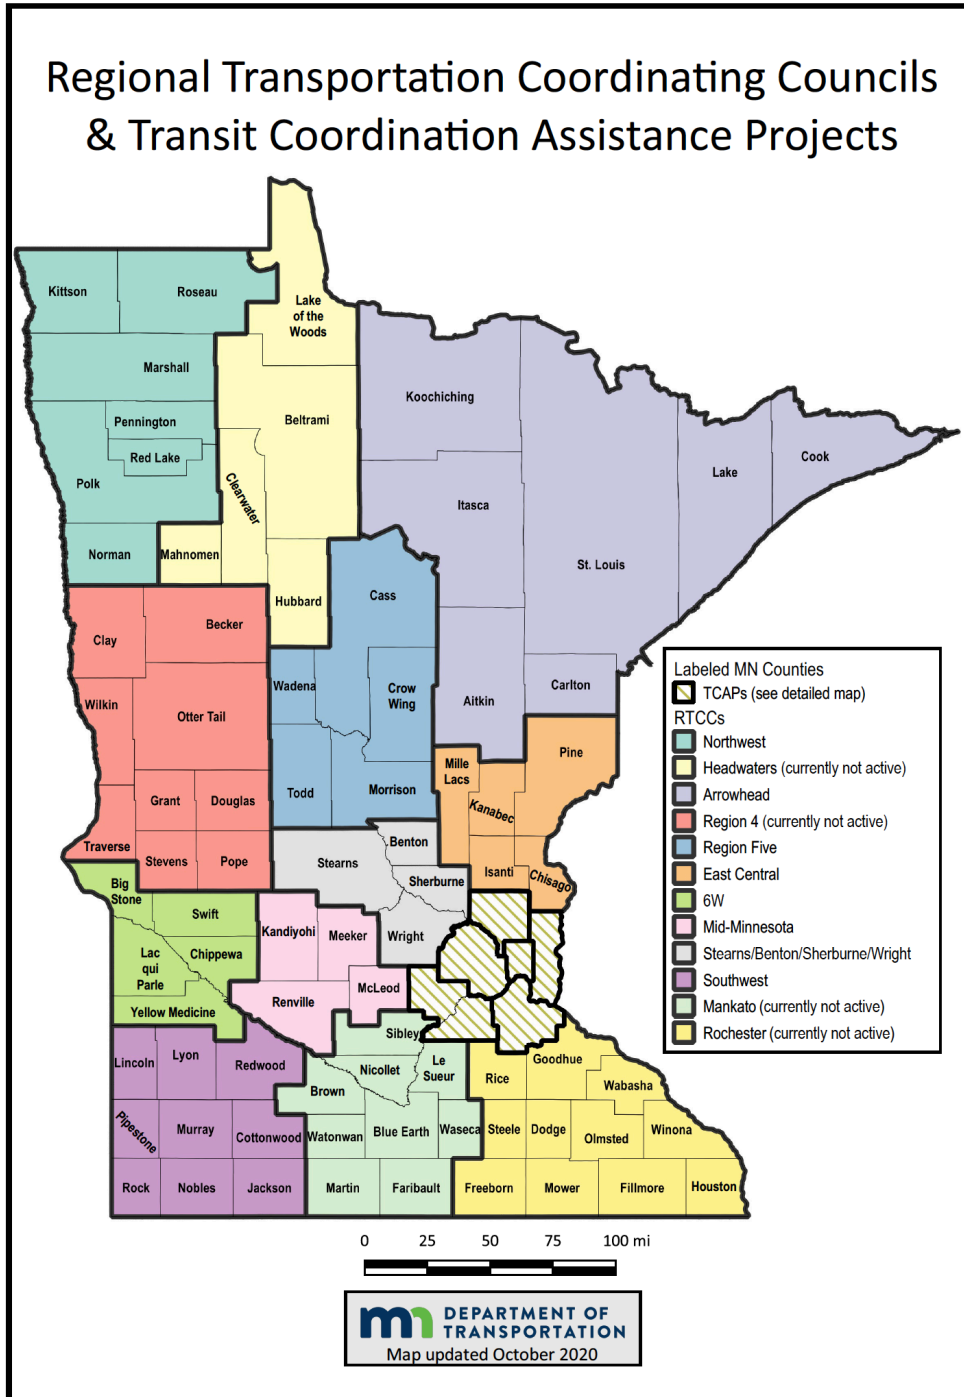 Regional Transportation Coordinating Councils
& Transit Coordination Assistance Projects
Kittson
Roseau
Lake
of the
Woods
Marshall
Koochiching
Pennington
Beltrami
Red Lake
Polk
Clearwater
Lake
Cook
Itasca
Norman
Mahnomen
St. Louis
Hubbard
Cass
Clay
Becker
Wadena
Crow
Wing
Aitkin
Carlton
Wilkin
Otter Tail
Mille
Lacs
Pine
Grant
Douglas
Todd
Morrison
Kanabec
Traverse
Stevens
Pope
Stearns
Benton
Isanti
Chisago
Big
Stone
Swift
Sherburne
Kandiyohi
Meeker
Wright
Lac
qui
Parle
Chippewa
Renville
McLeod
Yellow Medicine
Sibley
Lincoln
Lyon
Redwood
Nicollet
Le
Sueur
Rice
Goodhue
Brown
Wabasha
Pipestone
Murray
Cottonwood
Watonwan
Blue Earth
Waseca
Steele
Dodge
Olmsted
Winona
Rock
Nobles
Jackson
Martin
Faribault
Freeborn
Mower
Fillmore
Houston
Labeled MN Counties
TCAPs (see detailed map)
RTCCs
Northwest
Headwaters (currently not active)
Arrowhead
Region 4 (currently not active)
Region Five
East Central
6W
Mid-Minnesota
Stearns/Benton/Sherburne/Wright
Southwest
Mankato (currently not active)
Rochester (currently not active)
0 25 50 75 100 mi
mn DEPARTMENT OF
TRANSPORTATION
Map updated October 2020